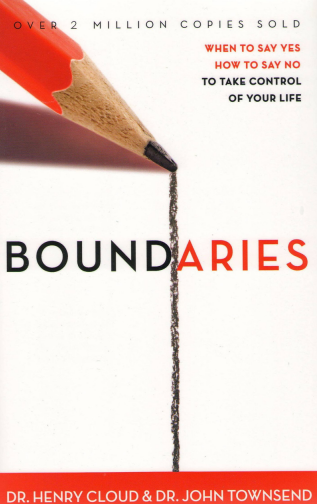 OVER 2 MILLION COPIES SOLD
WHEN TO SAY YES
HOW TO SAY NO
TO TAKE CONTROL
OF YOUR LIFE
BOUNDARIES
DR. HENRY CLOUD & DR. JOHN TOWNSEND